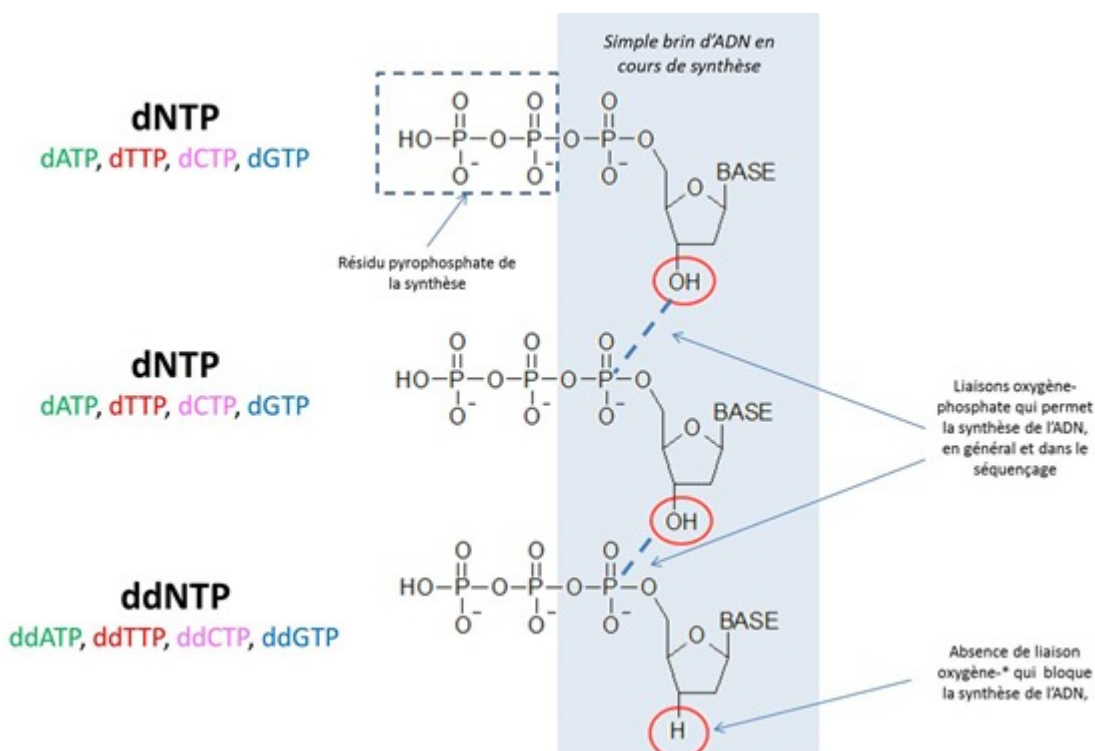 Simple brin d’ADN en
cours de synthèse
dNTP
dATP, dTTP, dCTP, dGTP
O O O
HO–P–O–P–O–P–O
O⁻ O⁻ O⁻
BASE
O
OH
Résidu pyrophosphate de
la synthèse
dNTP
dATP, dTTP, dCTP, dGTP
O O O
HO–P–O–P–O–P–O
O⁻ O⁻ O⁻
BASE
O
OH
Liaisons oxygène-
phosphate qui permet
la synthèse de l’ADN,
en général et dans le
séquençage
ddNTP
ddATP, ddTTP, ddCTP, ddGTP
O O O
HO–P–O–P–O–P–O
O⁻ O⁻ O⁻
BASE
O
H
Absence de liaison
oxygène-* qui bloque
la synthèse de l’ADN,